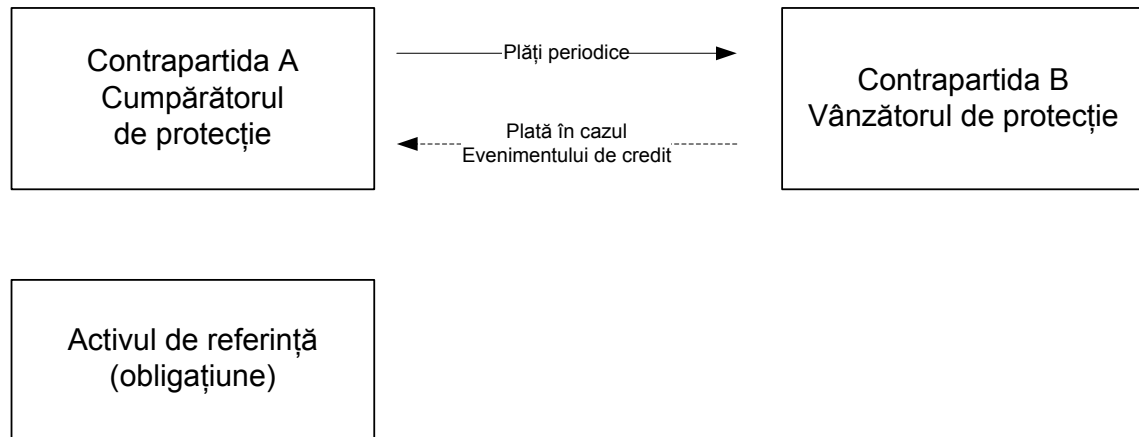 Contrapartida A
Cumpărătorul
de protecție
Plăți periodice
Plată în cazul
Evenimentului de credit
Contrapartida B
Vânzătorul de protecție
Activul de referință
(obligațiune)